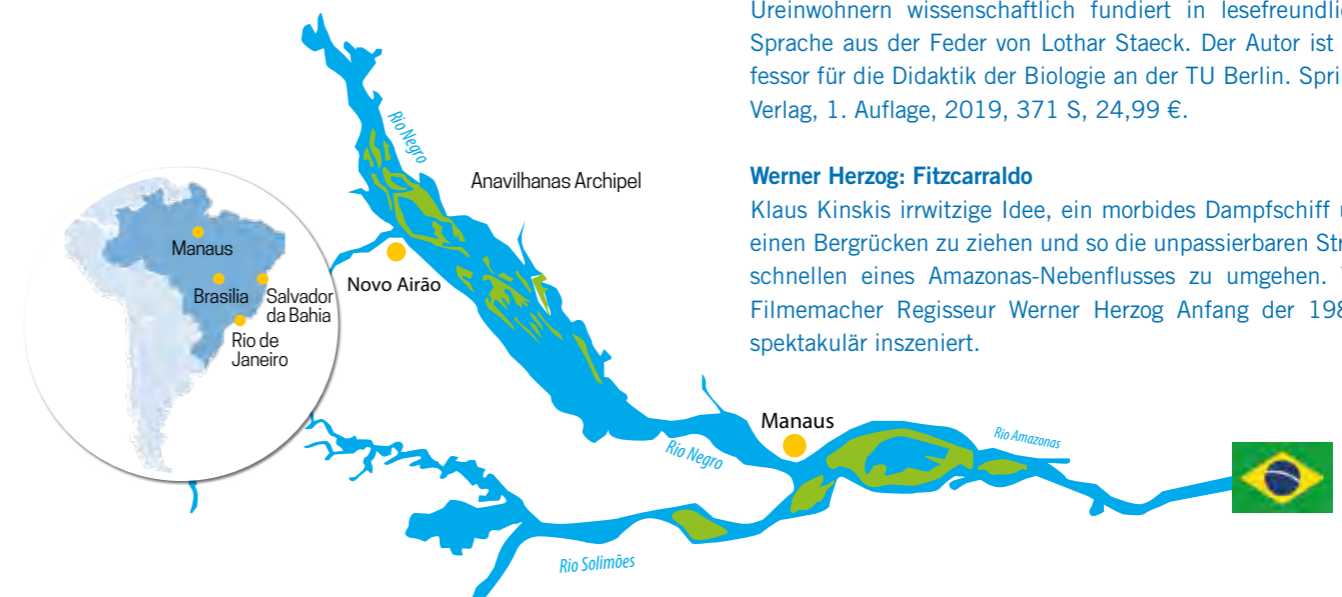 Ureinwohnern wissenschaftlich fundiert in lesefreundli
Sprache aus der Feder von Lothar Staeck. Der Autor ist
fessor für die Didaktik der Biologie an der TU Berlin. Spri
Verlag, 1. Auflage, 2019, 371 S, 24,99 €.
Werner Herzog: Fitzcarraldo
Klaus Kinskis irrwitzige Idee, ein morbides Dampfschiff
einen Bergrücken zu ziehen und so die unpassierbaren Str
schnellen eines Amazonas-Nebenflusses zu umgehen.
Filmemacher Regisseur Werner Herzog Anfang der 198
spektakulär inszeniert.
Rio Negro
Anavilhanas Archipel
Novo Airão
Manaus
Brasilia
Salvador
da Bahia
Rio de
Janeiro
Manaus
Rio Negro
Rio Amazonas
Rio Solimões